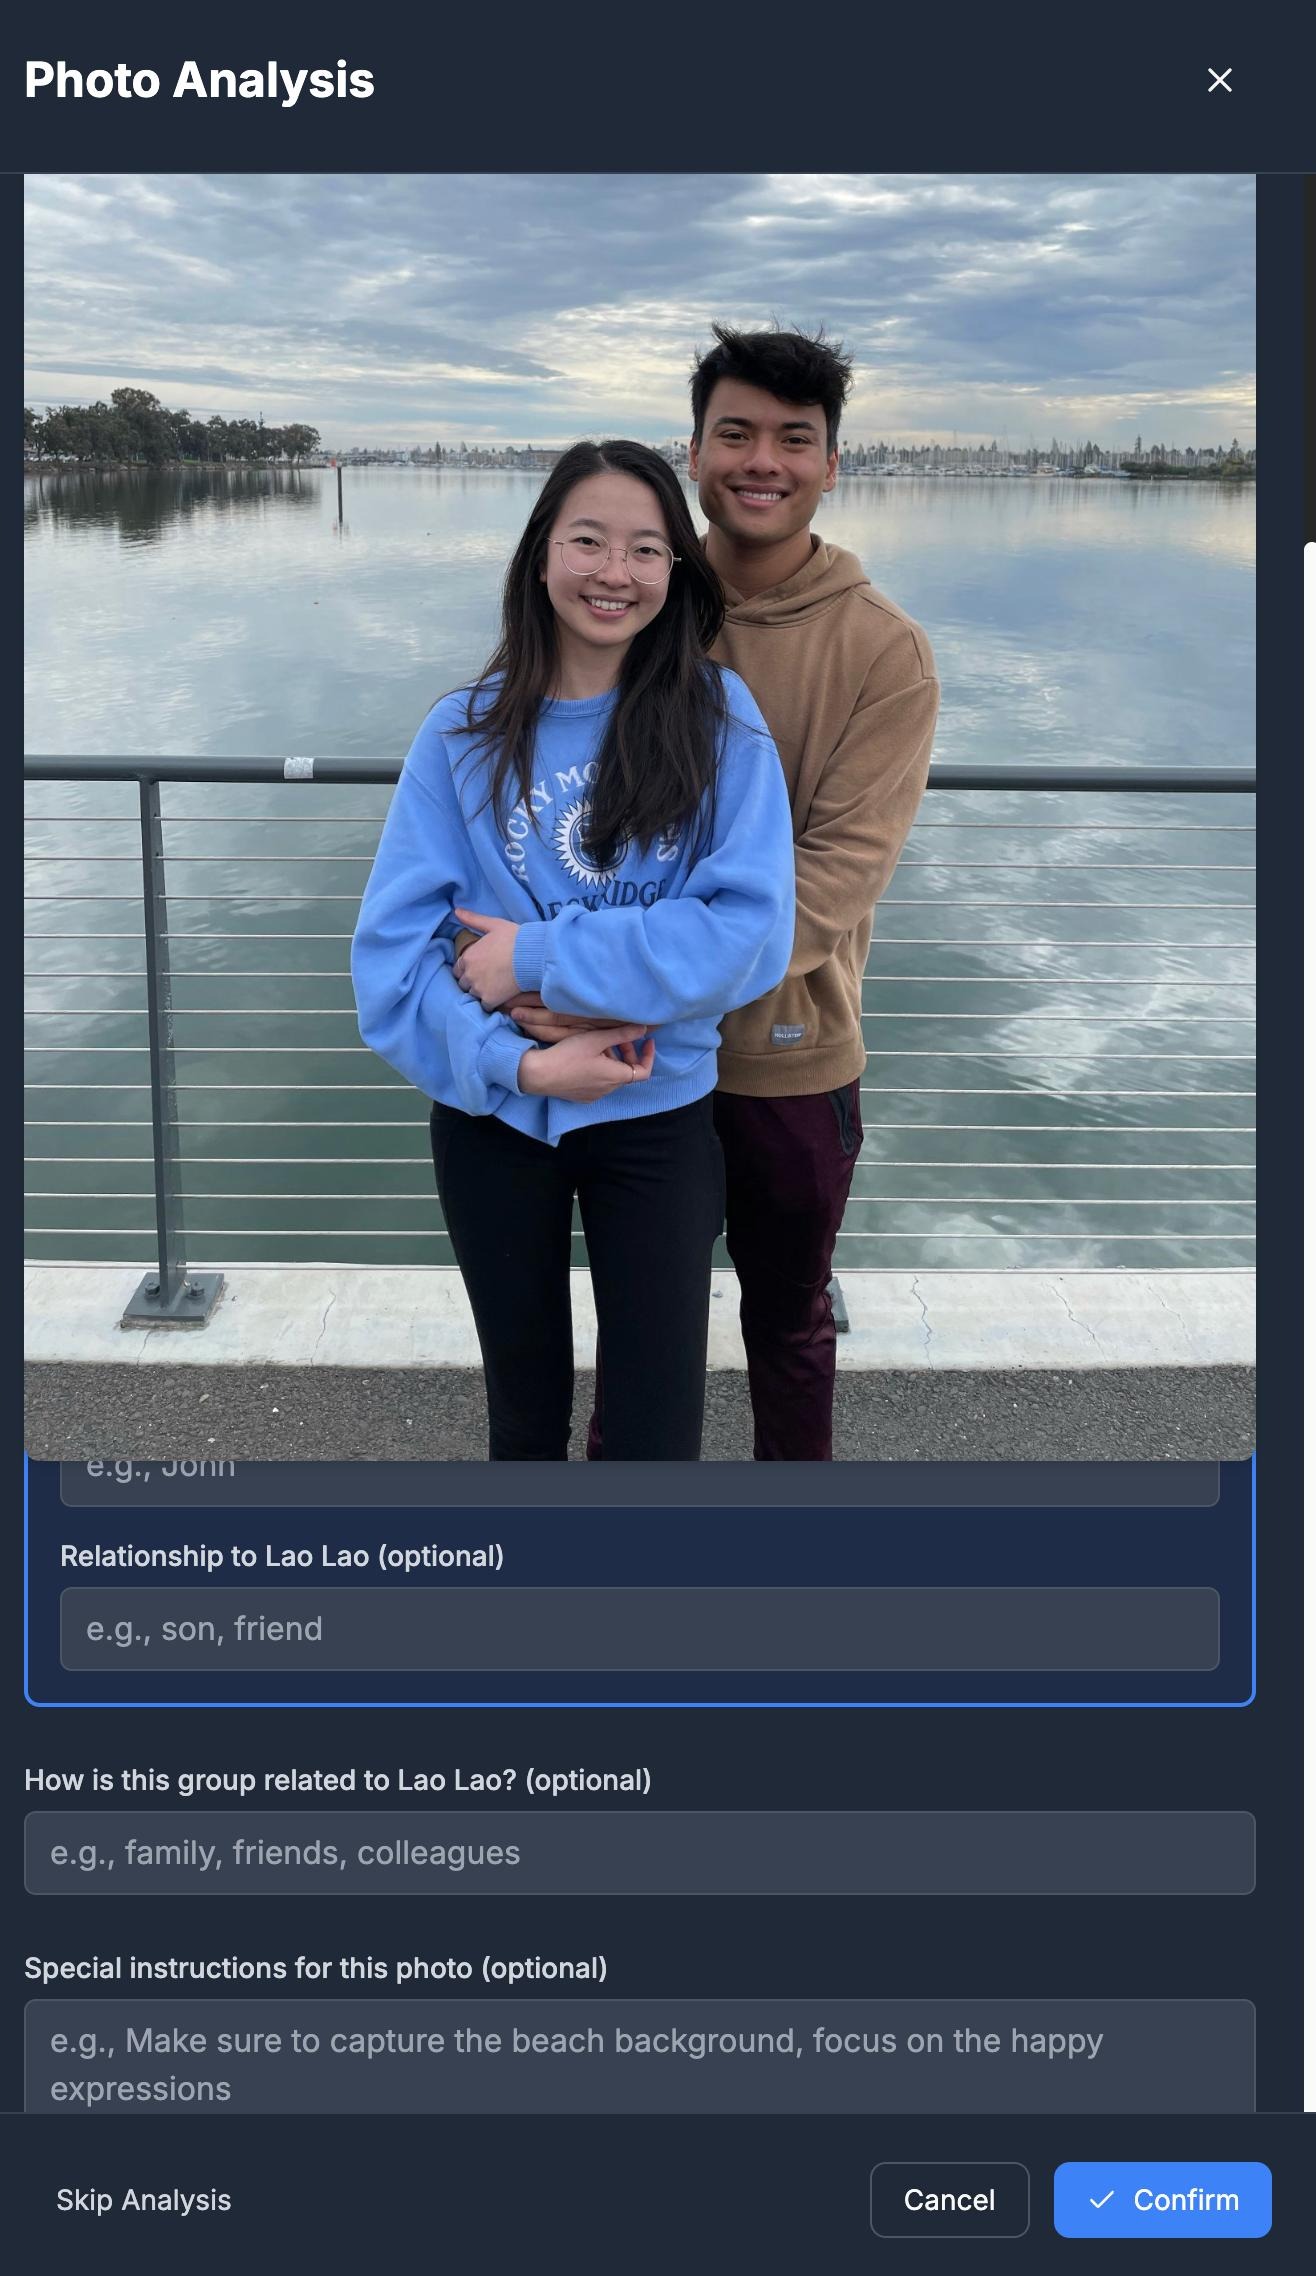 Photo Analysis
ROCKY MO
RIDGE
HOLLISTER
e.g., John
Relationship to Lao Lao (optional)
e.g., son, friend
How is this group related to Lao Lao? (optional)
e.g., family, friends, colleagues
Special instructions for this photo (optional)
e.g., Make sure to capture the beach background, focus on the happy
expressions
Skip Analysis
Cancel
Confirm